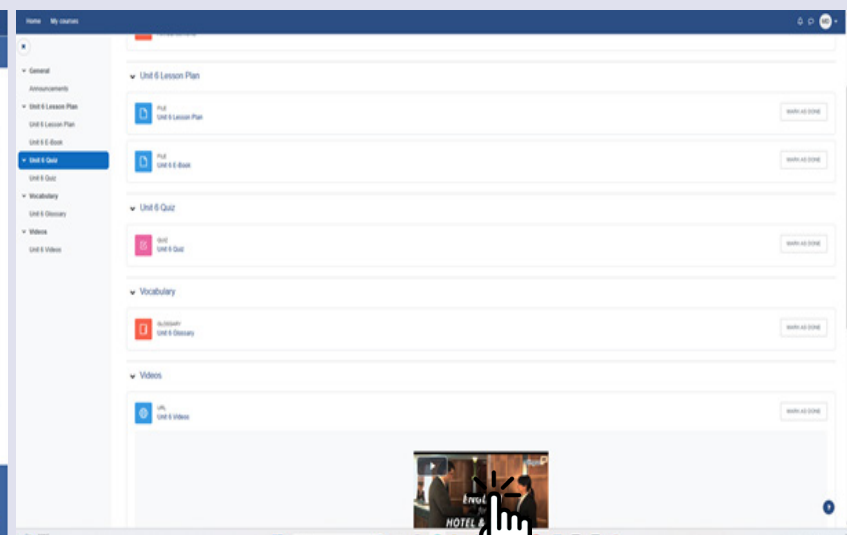 Home My courses
MD
General
Announcements
Unit 6 Lesson Plan
Unit 6 Lesson Plan
Unit 6 E-Book
Unit 6 Quiz
Unit 6 Quiz
Vocabulary
Unit 6 Glossary
Videos
Unit 6 Videos
Unit 6 Lesson Plan
FILE
Unit 6 Lesson Plan
MARK AS DONE
FILE
Unit 6 E-Book
MARK AS DONE
Unit 6 Quiz
QUIZ
Unit 6 Quiz
MARK AS DONE
Vocabulary
GLOSSARY
Unit 6 Glossary
MARK AS DONE
Videos
URL
Unit 6 Videos
MARK AS DONE
HOTEL &
?